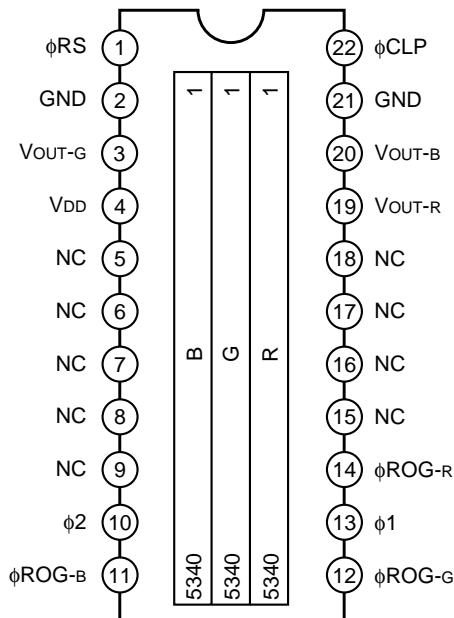 ϕRS 1 1 1 1 22 ϕCLP
GND 2 21 GND
VOUT-G 3 20 VOUT-B
VDD 4 19 VOUT-R
NC 5 18 NC
NC 6 17 NC
NC 7 B G R 16 NC
NC 8 15 NC
NC 9 14 ϕROG-R
ϕ2 10 13 ϕ1
ϕROG-B 11 5340 5340 5340 12 ϕROG-G